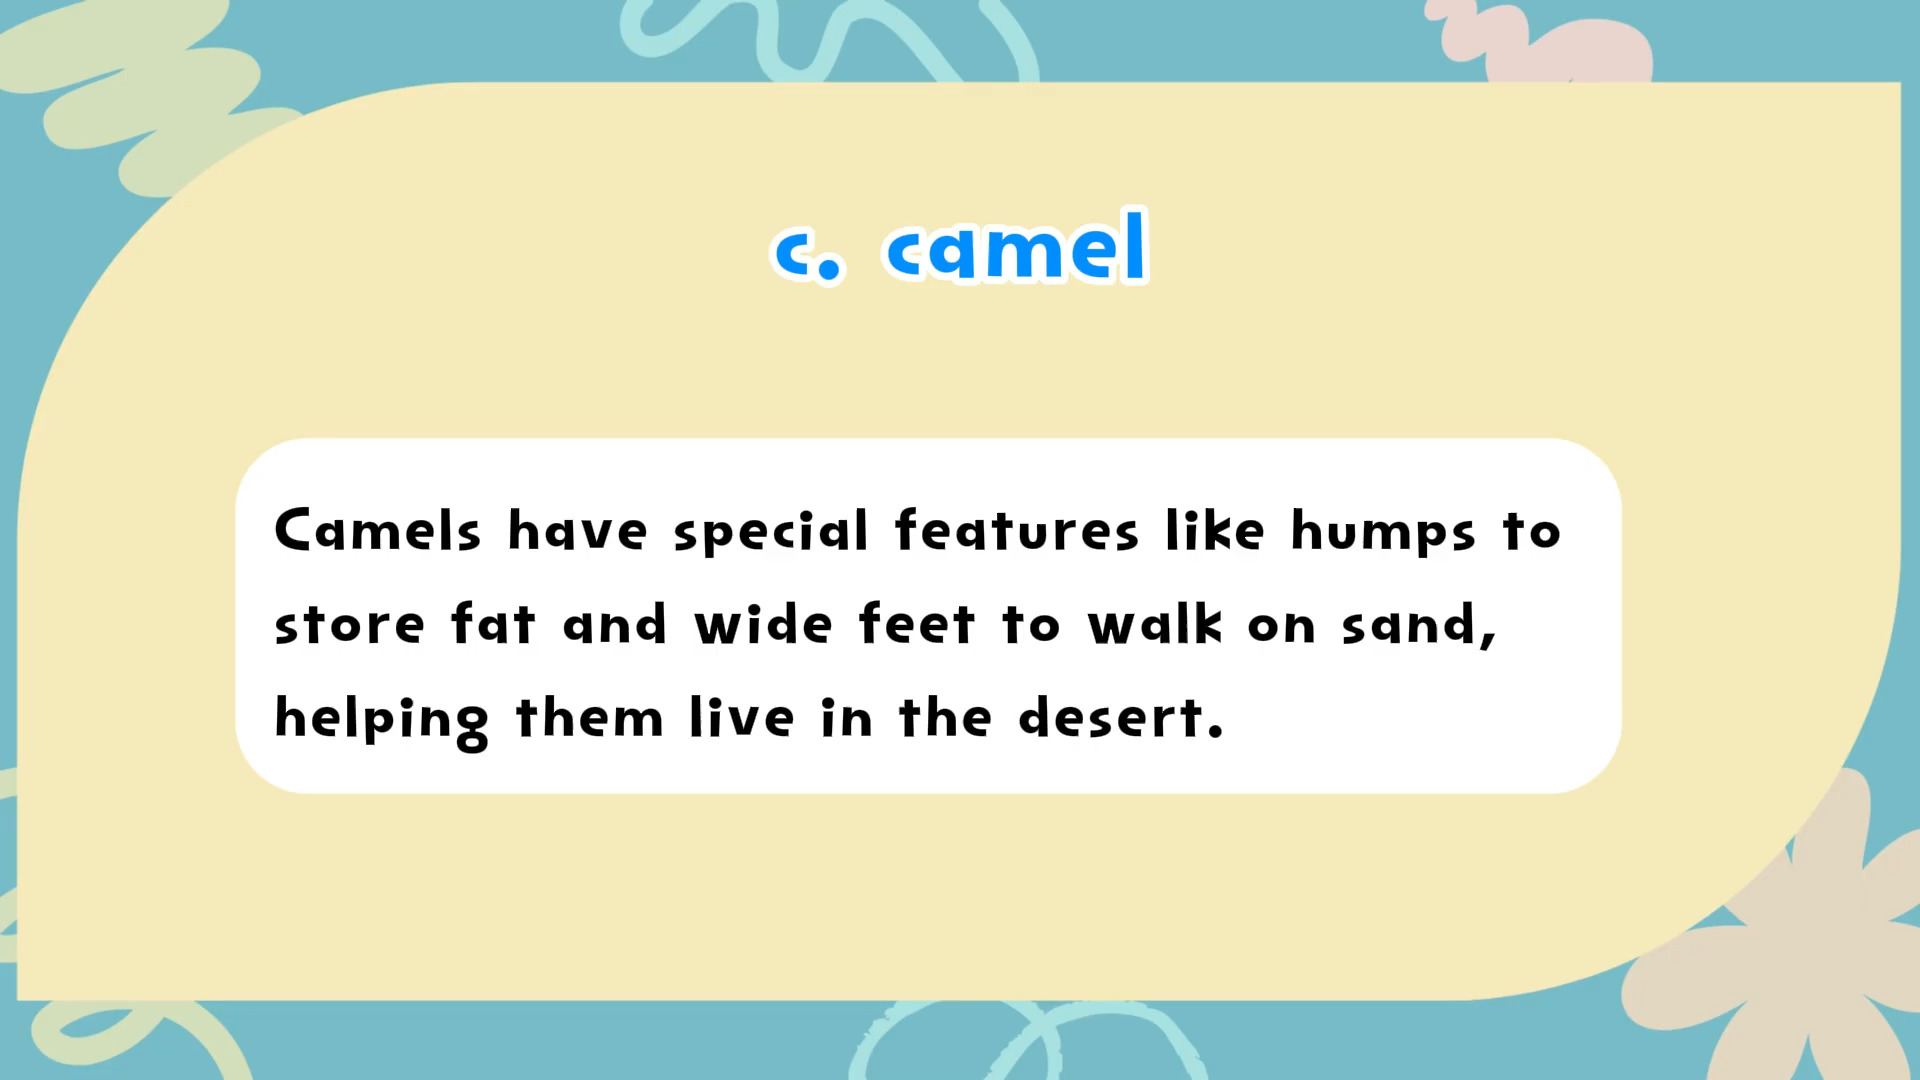 c. camel
Camels have special features like humps to
store fat and wide feet to walk on sand,
helping them live in the desert.